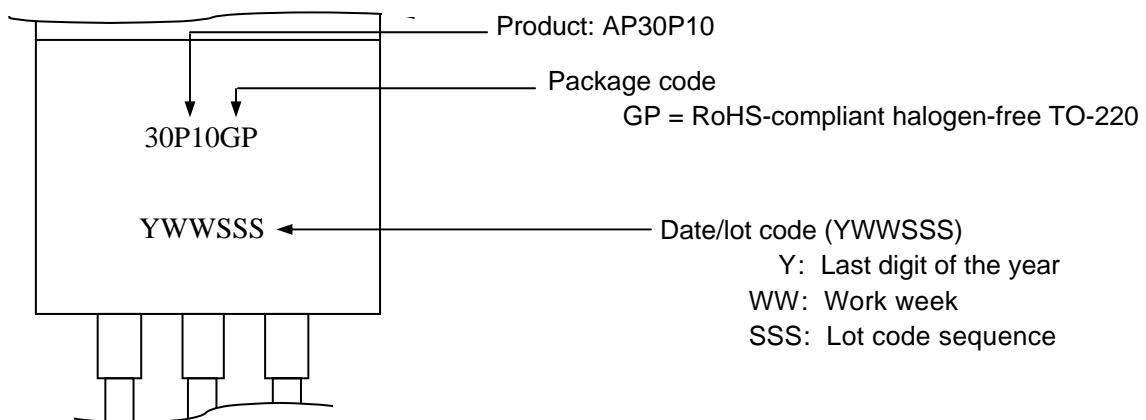 Product: AP30P10
Package code
GP = RoHS-compliant halogen-free TO-220
30P10GP
YWWSSS
Date/lot code (YWWSSS)
Y: Last digit of the year
WW: Work week
SSS: Lot code sequence